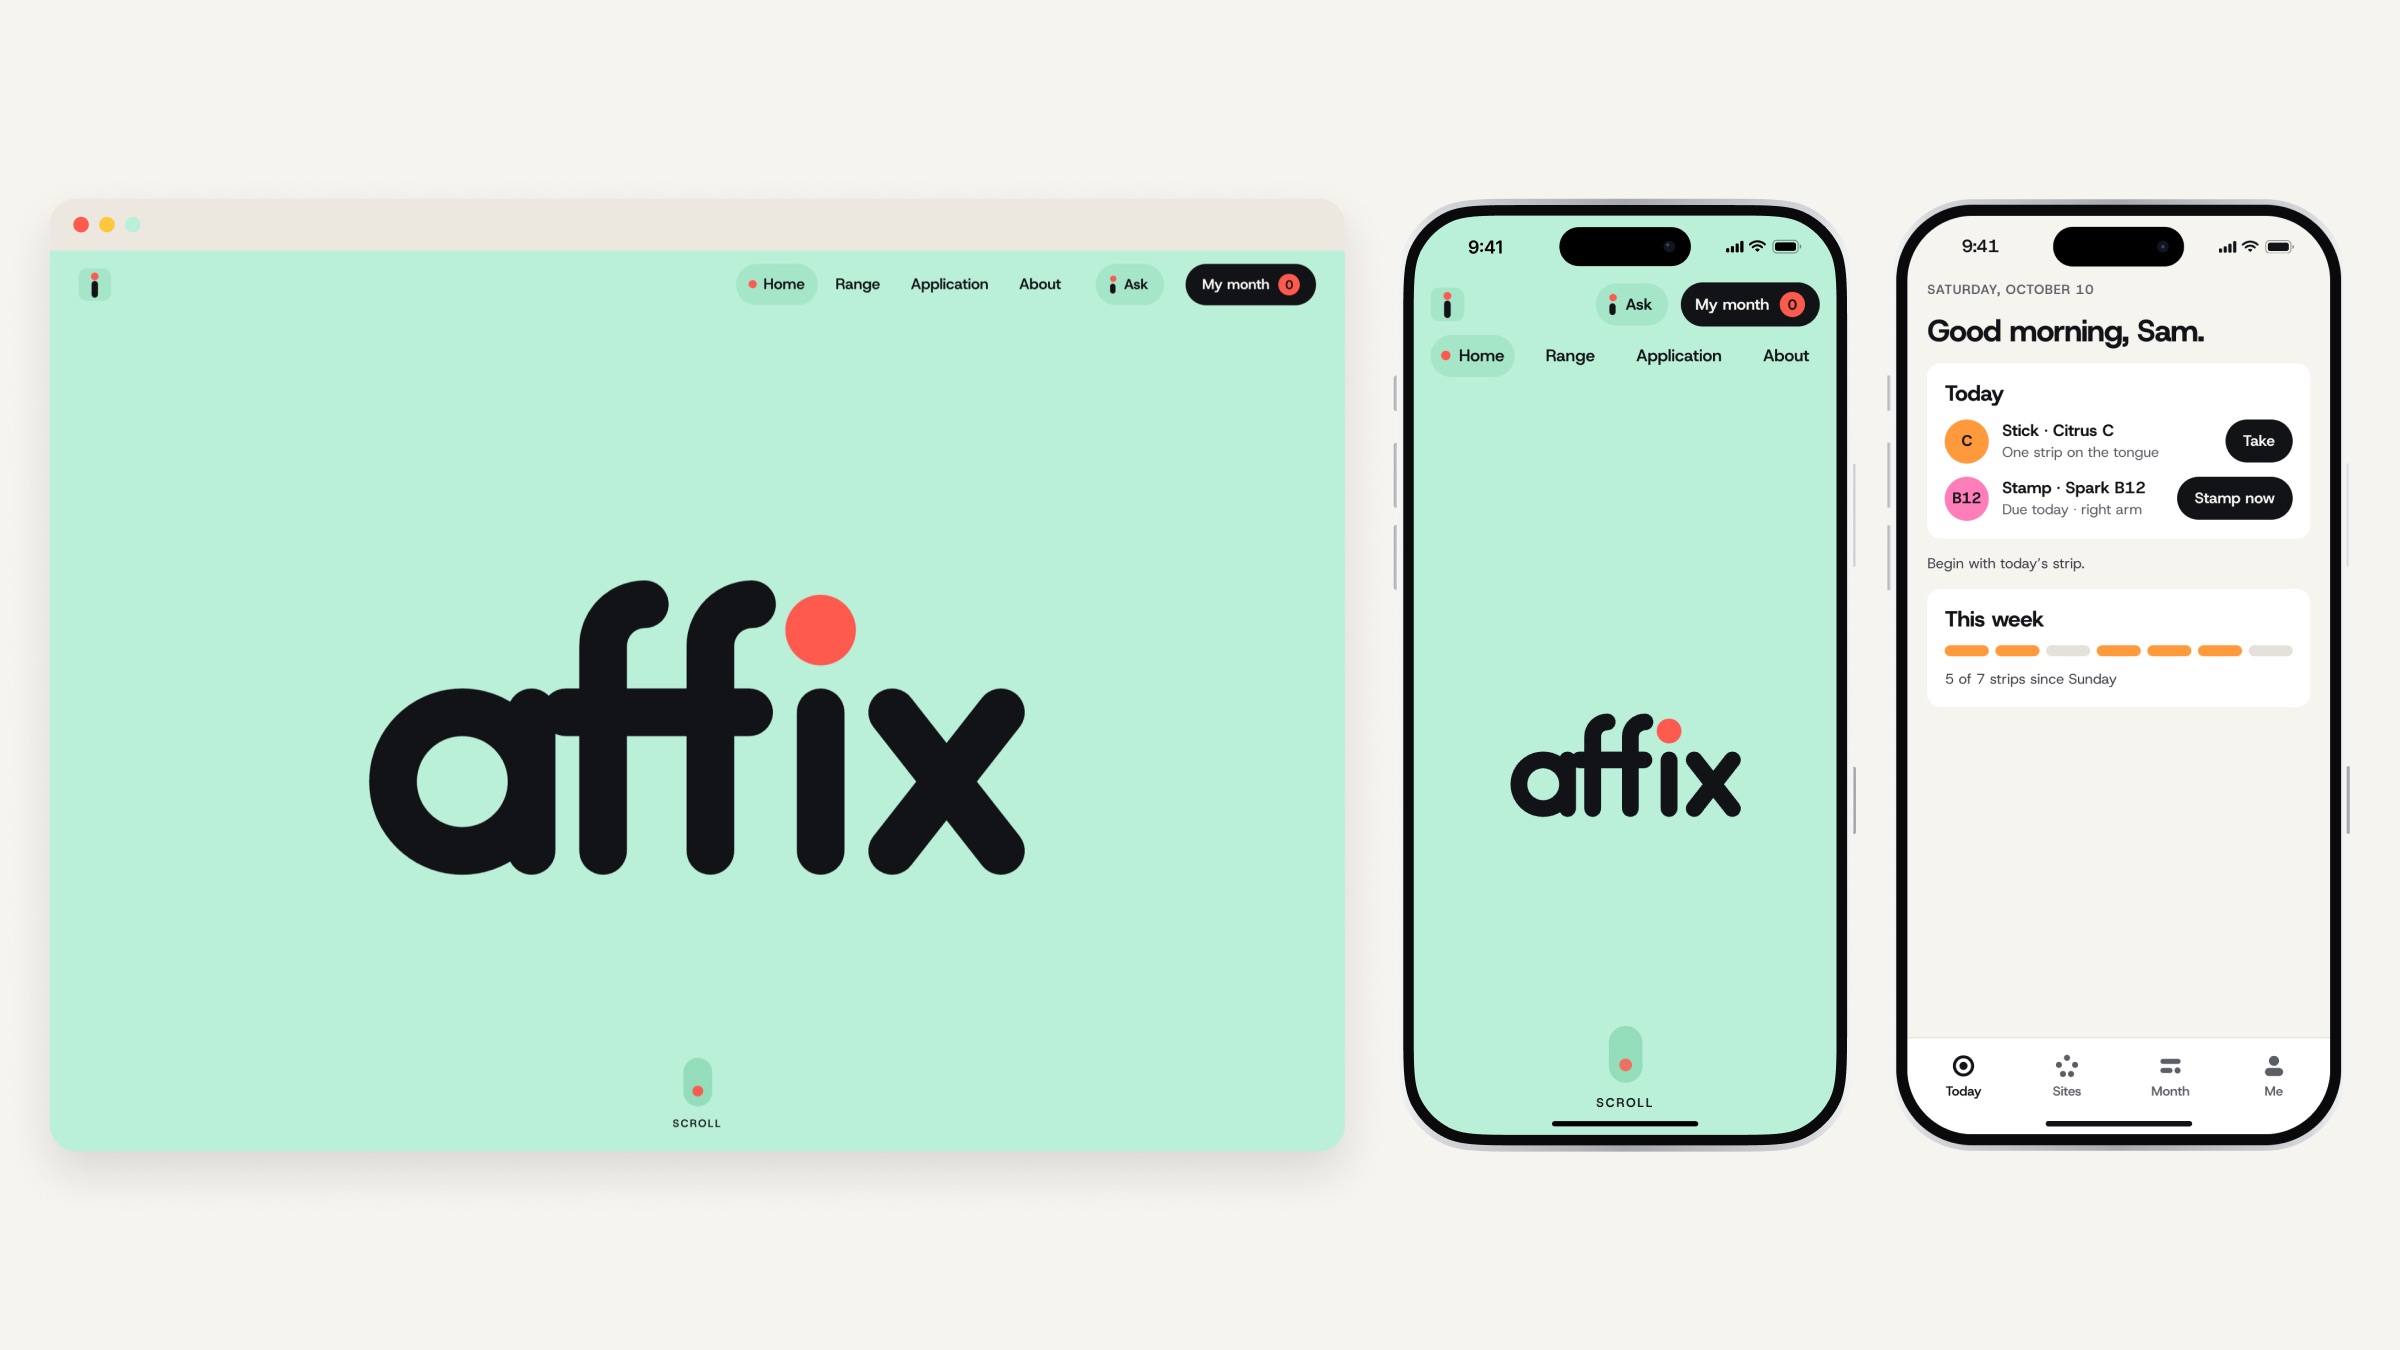 Home Range Application About Ask My month 0
affix
SCROLL
9:41
Ask My month 0
Home Range Application About
affix
SCROLL
9:41
SATURDAY, OCTOBER 10
Good morning, Sam.
Today
C
Stick · Citrus C
One strip on the tongue
Take
B12
Stamp · Spark B12
Due today · right arm
Stamp now
Begin with today's strip.
This week
5 of 7 strips since Sunday
Today Sites Month Me